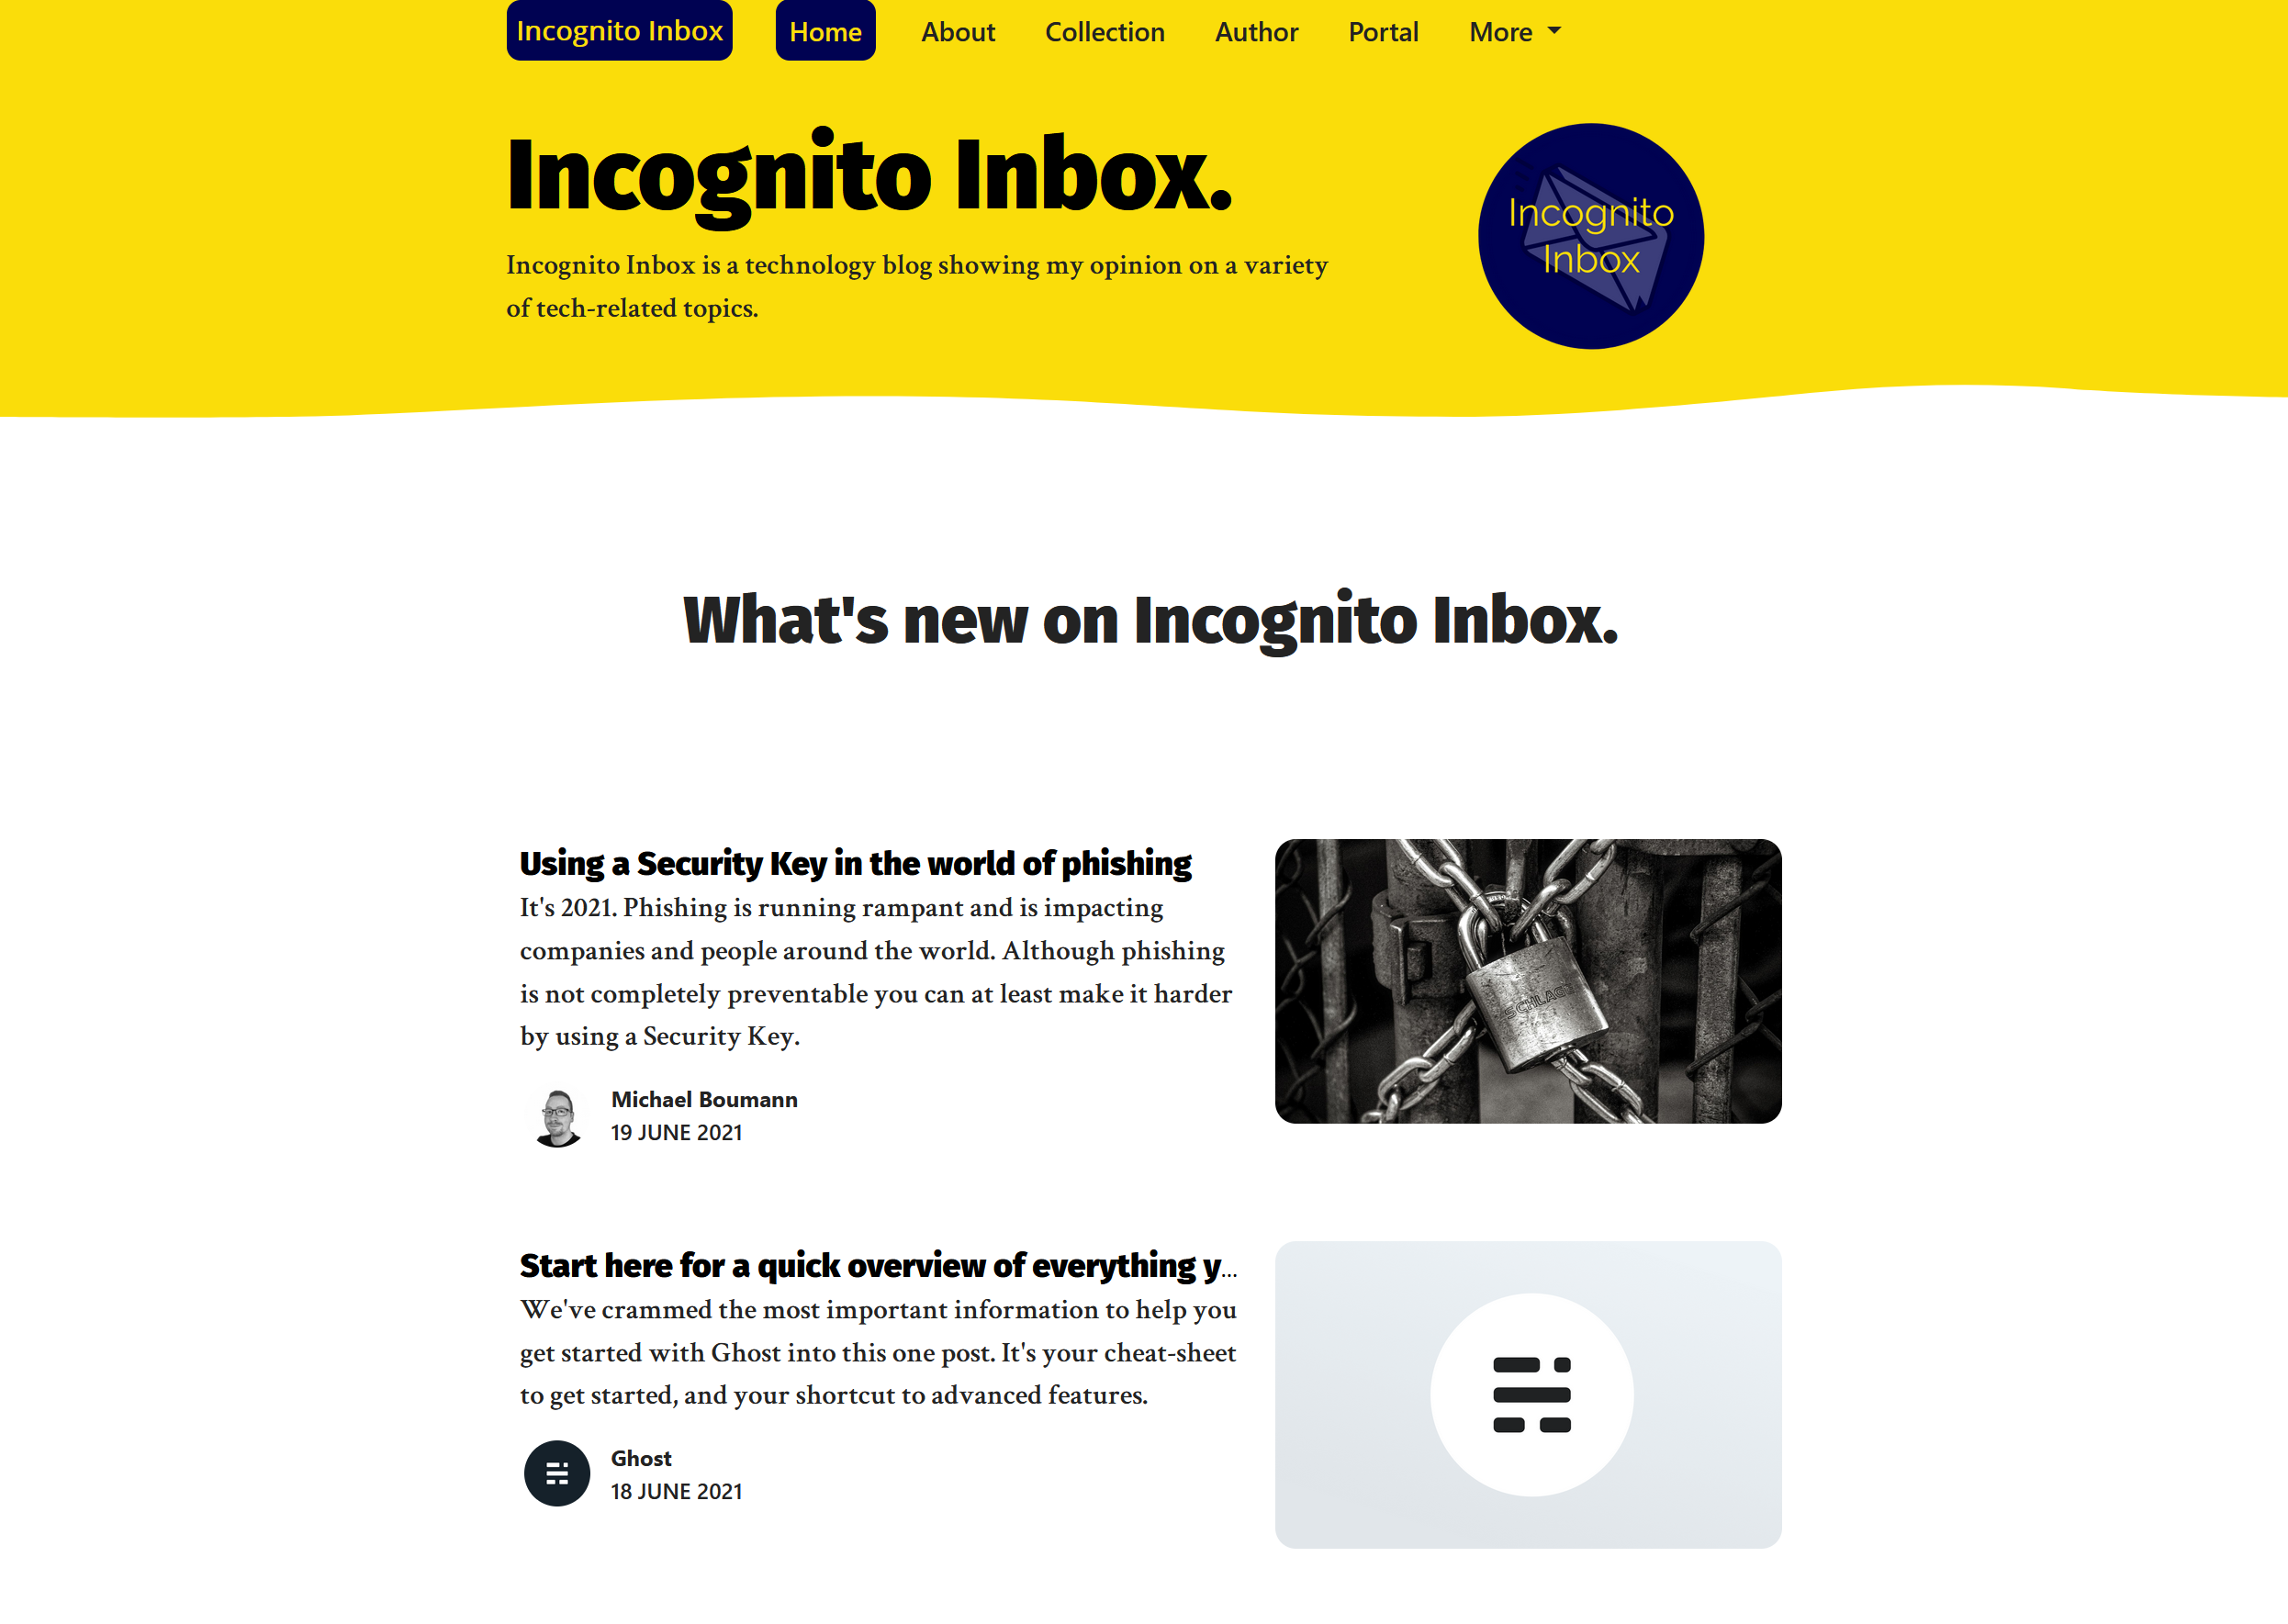 Incognito Inbox Home About Collection Author Portal More
Incognito Inbox.
Incognito Inbox is a technology blog showing my opinion on a variety
of tech-related topics.
Incognito
Inbox
What's new on Incognito Inbox.
Using a Security Key in the world of phishing
It's 2021. Phishing is running rampant and is impacting
companies and people around the world. Although phishing
is not completely preventable you can at least make it harder
by using a Security Key.
Michael Boumann
19 JUNE 2021
SCHLAGE
Start here for a quick overview of everything y...
We've crammed the most important information to help you
get started with Ghost into this one post. It's your cheat-sheet
to get started, and your shortcut to advanced features.
Ghost
18 JUNE 2021